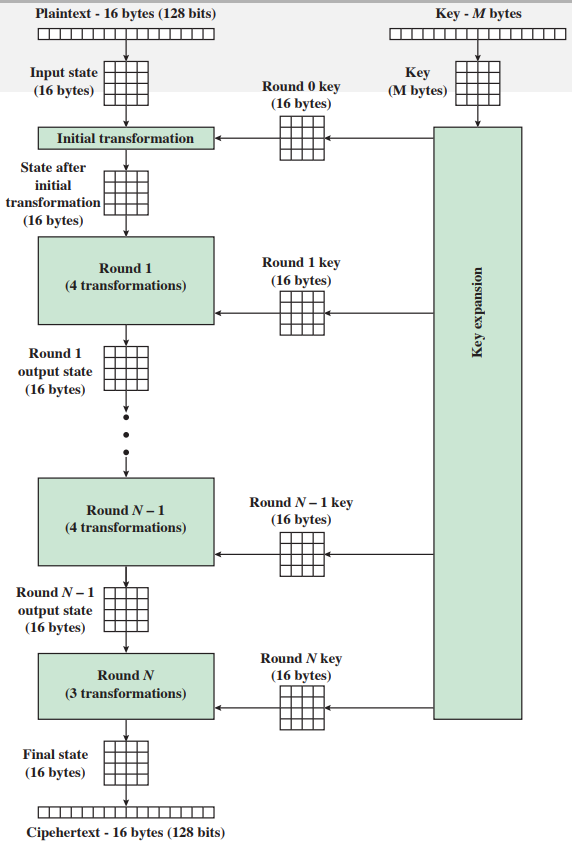 Plaintext - 16 bytes (128 bits)
Key - M bytes
Input state
(16 bytes)
Key
(M bytes)
Round 0 key
(16 bytes)
Initial transformation
State after
initial
transformation
(16 bytes)
Round 1
(4 transformations)
Round 1 key
(16 bytes)
Key expansion
Round 1
output state
(16 bytes)
Round N – 1
(4 transformations)
Round N – 1 key
(16 bytes)
Round N – 1
output state
(16 bytes)
Round N
(3 transformations)
Round N key
(16 bytes)
Final state
(16 bytes)
Cipehertext - 16 bytes (128 bits)